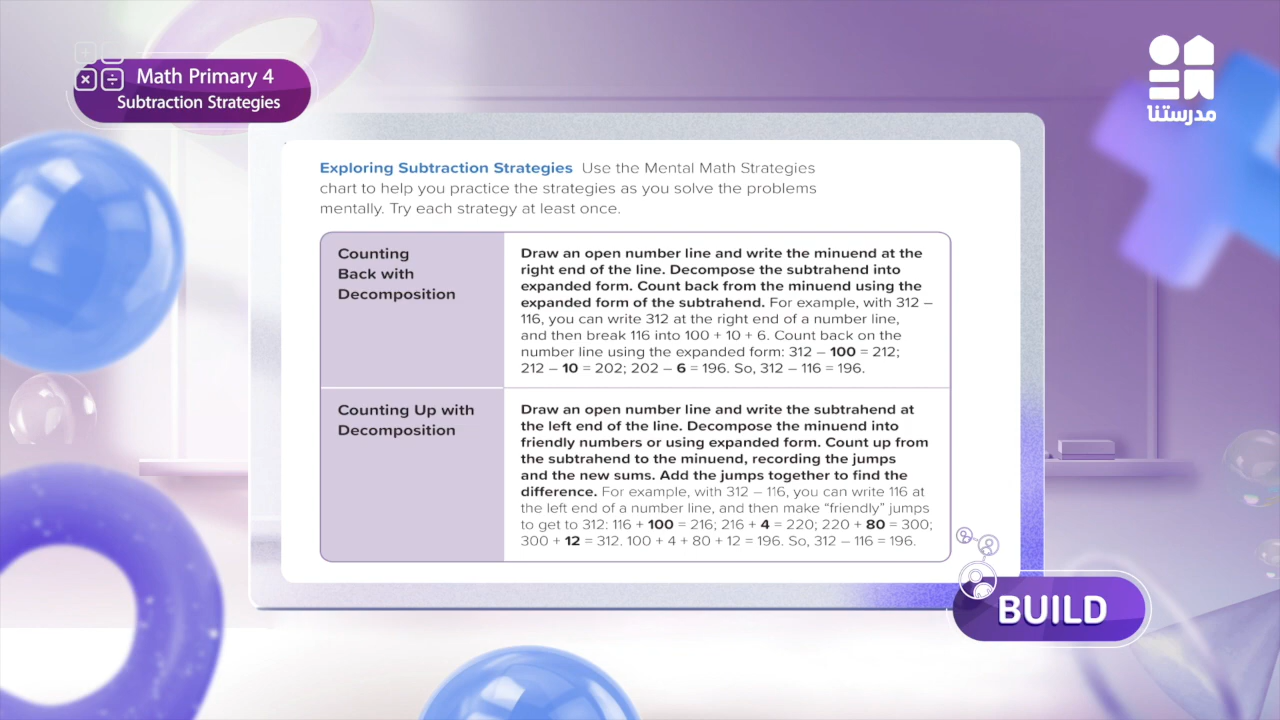 Math Primary 4
Subtraction Strategies
مدرستنا
Exploring Subtraction Strategies Use the Mental Math Strategies
chart to help you practice the strategies as you solve the problems
mentally. Try each strategy at least once.
Counting
Back with
Decomposition
Draw an open number line and write the minuend at the
right end of the line. Decompose the subtrahend into
expanded form. Count back from the minuend using the
expanded form of the subtrahend. For example, with 312 –
116, you can write 312 at the right end of a number line,
and then break 116 into 100 + 10 + 6. Count back on the
number line using the expanded form: 312 – 100 = 212;
212 – 10 = 202; 202 – 6 = 196. So, 312 – 116 = 196.
Counting Up with
Decomposition
Draw an open number line and write the subtrahend at
the left end of the line. Decompose the minuend into
friendly numbers or using expanded form. Count up from
the subtrahend to the minuend, recording the jumps
and the new sums. Add the jumps together to find the
difference. For example, with 312 – 116, you can write 116 at
the left end of a number line, and then make “friendly” jumps
to get to 312: 116 + 100 = 216; 216 + 4 = 220; 220 + 80 = 300;
300 + 12 = 312. 100 + 4 + 80 + 12 = 196. So, 312 – 116 = 196.
BUILD